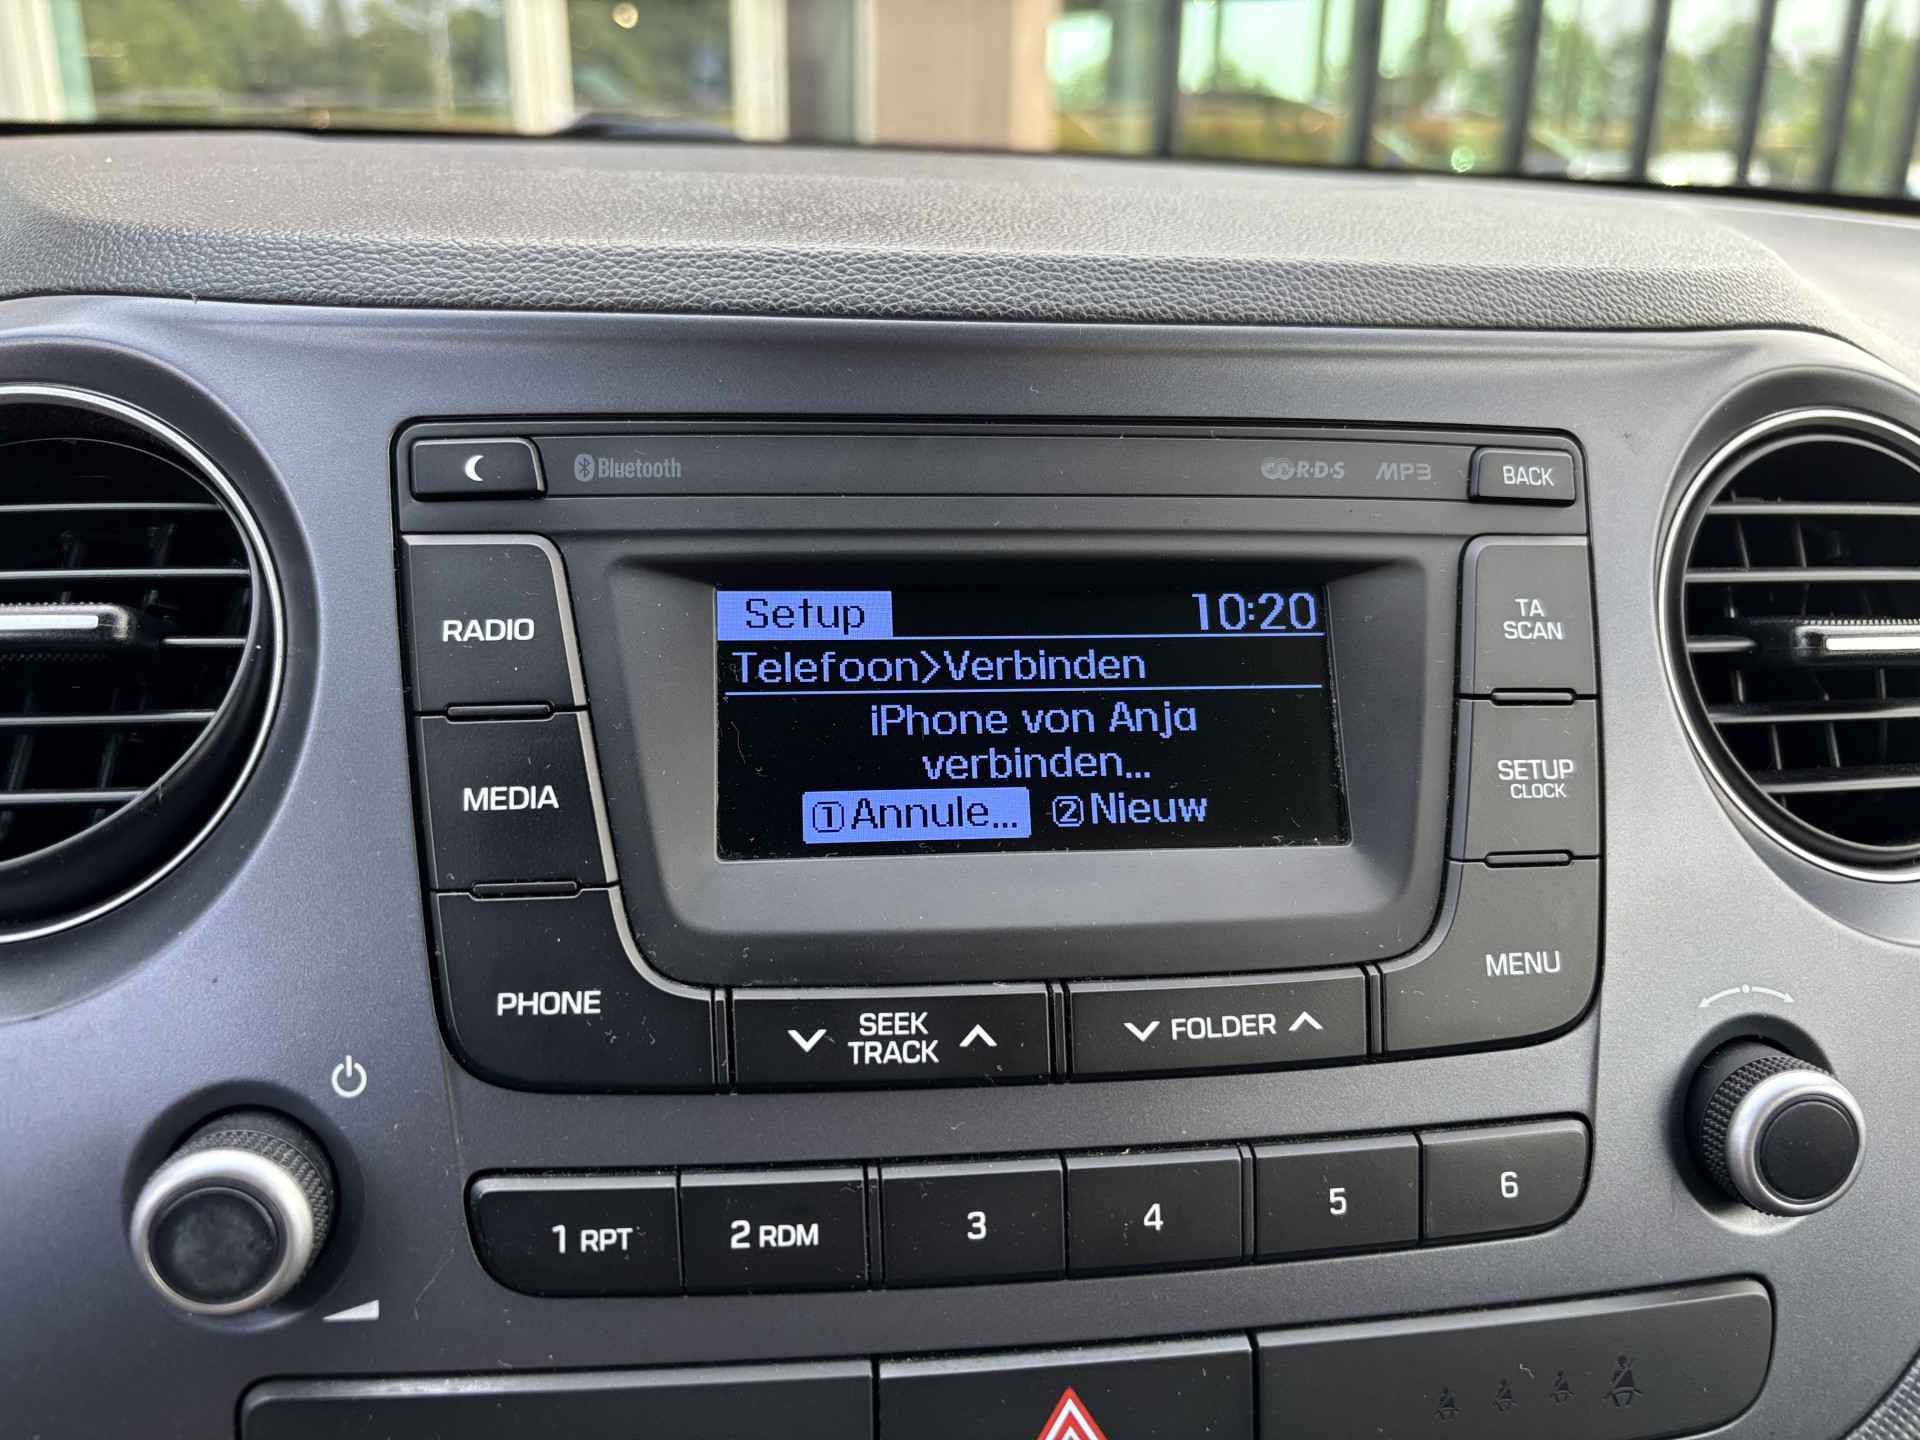 Bluetooth
R·D·S
MP3
BACK
RADIO
MEDIA
PHONE
Setup 10:20
Telefoon>Verbinden
iPhone von Anja
verbinden...
①Annule... ②Nieuw
TA
SCAN
SETUP
CLOCK
MENU
SEEK
TRACK
FOLDER
1 RPT
2 RDM
3
4
5
6